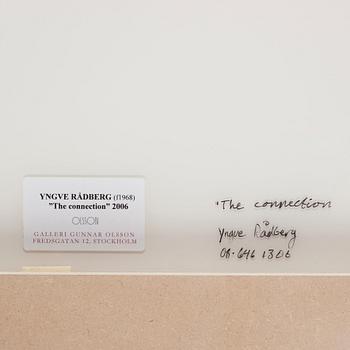 YNGVE RÅDBERG (f1968)
"The connection" 2006
OLSSON
GALLERI GUNNAR OLSSON
FREDSGATAN 12, STOCKHOLM
"The connection
Yngve Rådberg
08-646 1306